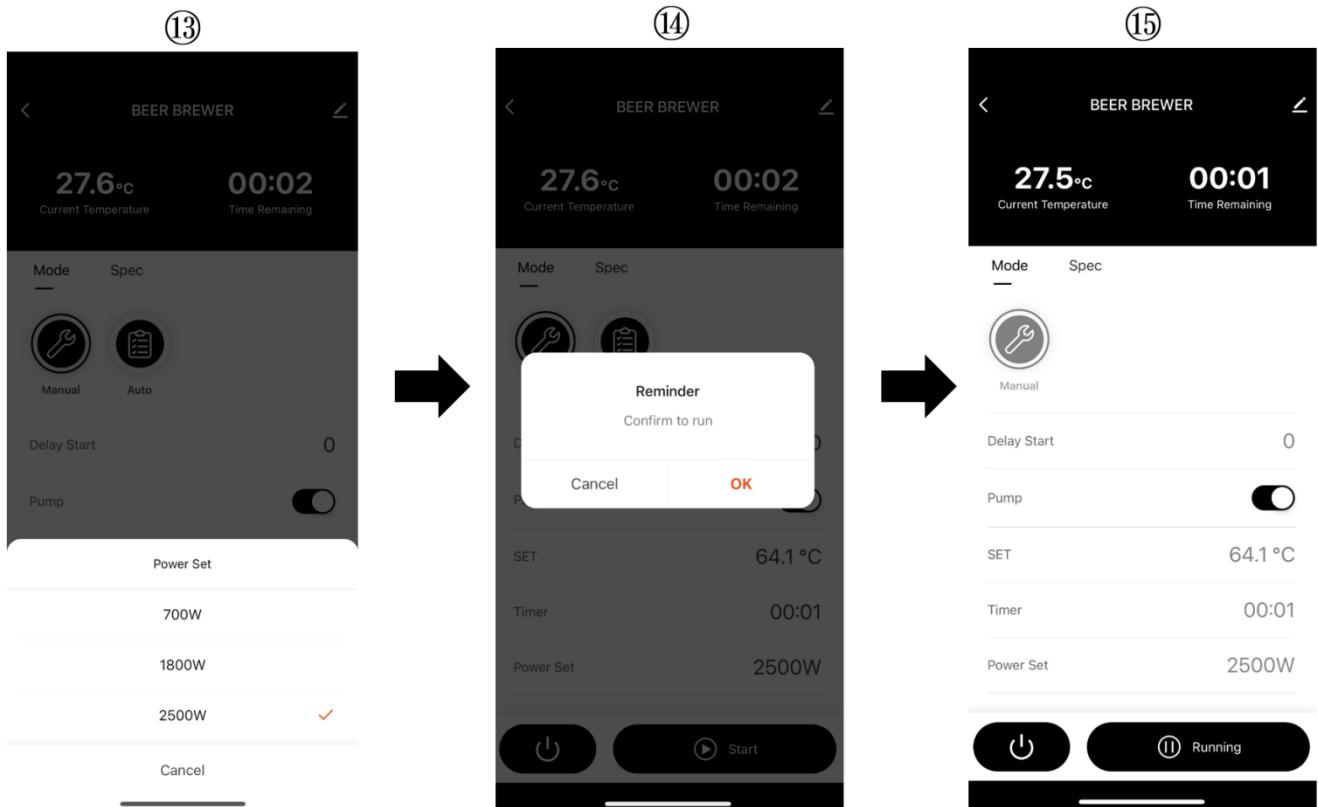 ⑬
BEER BREWER
27.6°C
00:02
Current Temperature
Time Remaining
Mode
Spec
Manual
Auto
Delay Start
0
Pump
Power Set
700W
1800W
2500W
Cancel
⑭
BEER BREWER
27.6°C
00:02
Current Temperature
Time Remaining
Mode
Spec
Reminder
Confirm to run
Cancel
OK
SET
64.1 °C
Timer
00:01
Power Set
2500W
Start
⑮
BEER BREWER
27.5°C
00:01
Current Temperature
Time Remaining
Mode
Spec
Manual
Delay Start
0
Pump
SET
64.1 °C
Timer
00:01
Power Set
2500W
Running